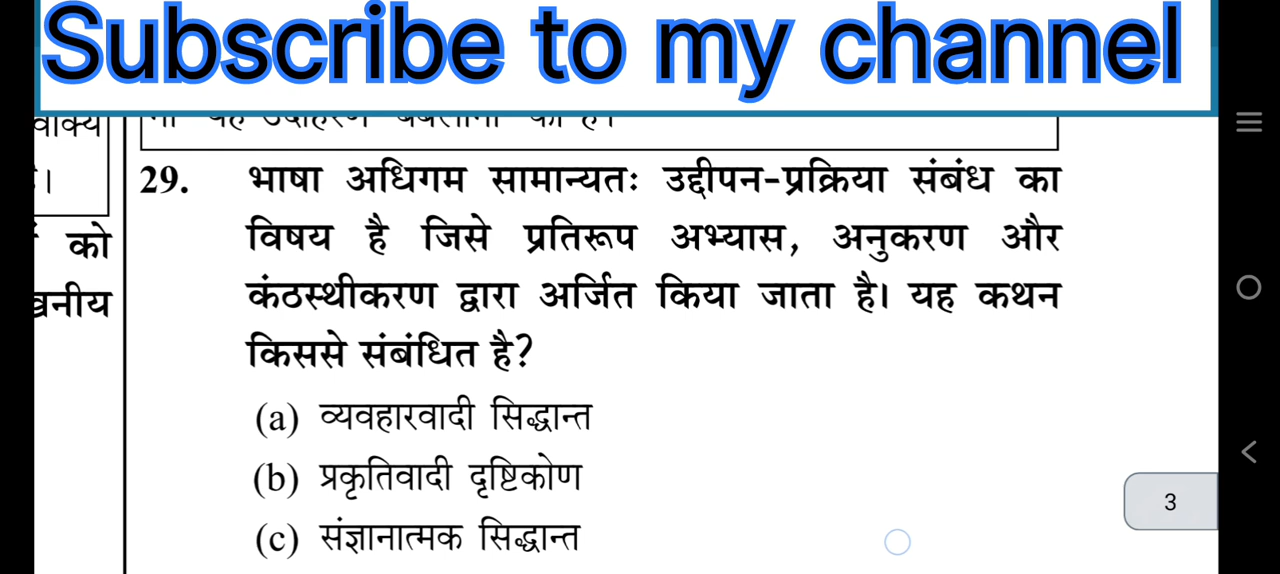 Subscribe to my channel
वाक्य
है।
29. भाषा अधिगम सामान्यतः उद्दीपन-प्रक्रिया संबंध का
विषय है जिसे प्रतिरूप अभ्यास, अनुकरण और
को
कंठस्थीकरण द्वारा अर्जित किया जाता है। यह कथन
किससे संबंधित है?
(a) व्यवहारवादी सिद्धान्त
(b) प्रकृतिवादी दृष्टिकोण
(c) संज्ञानात्मक सिद्धान्त
3